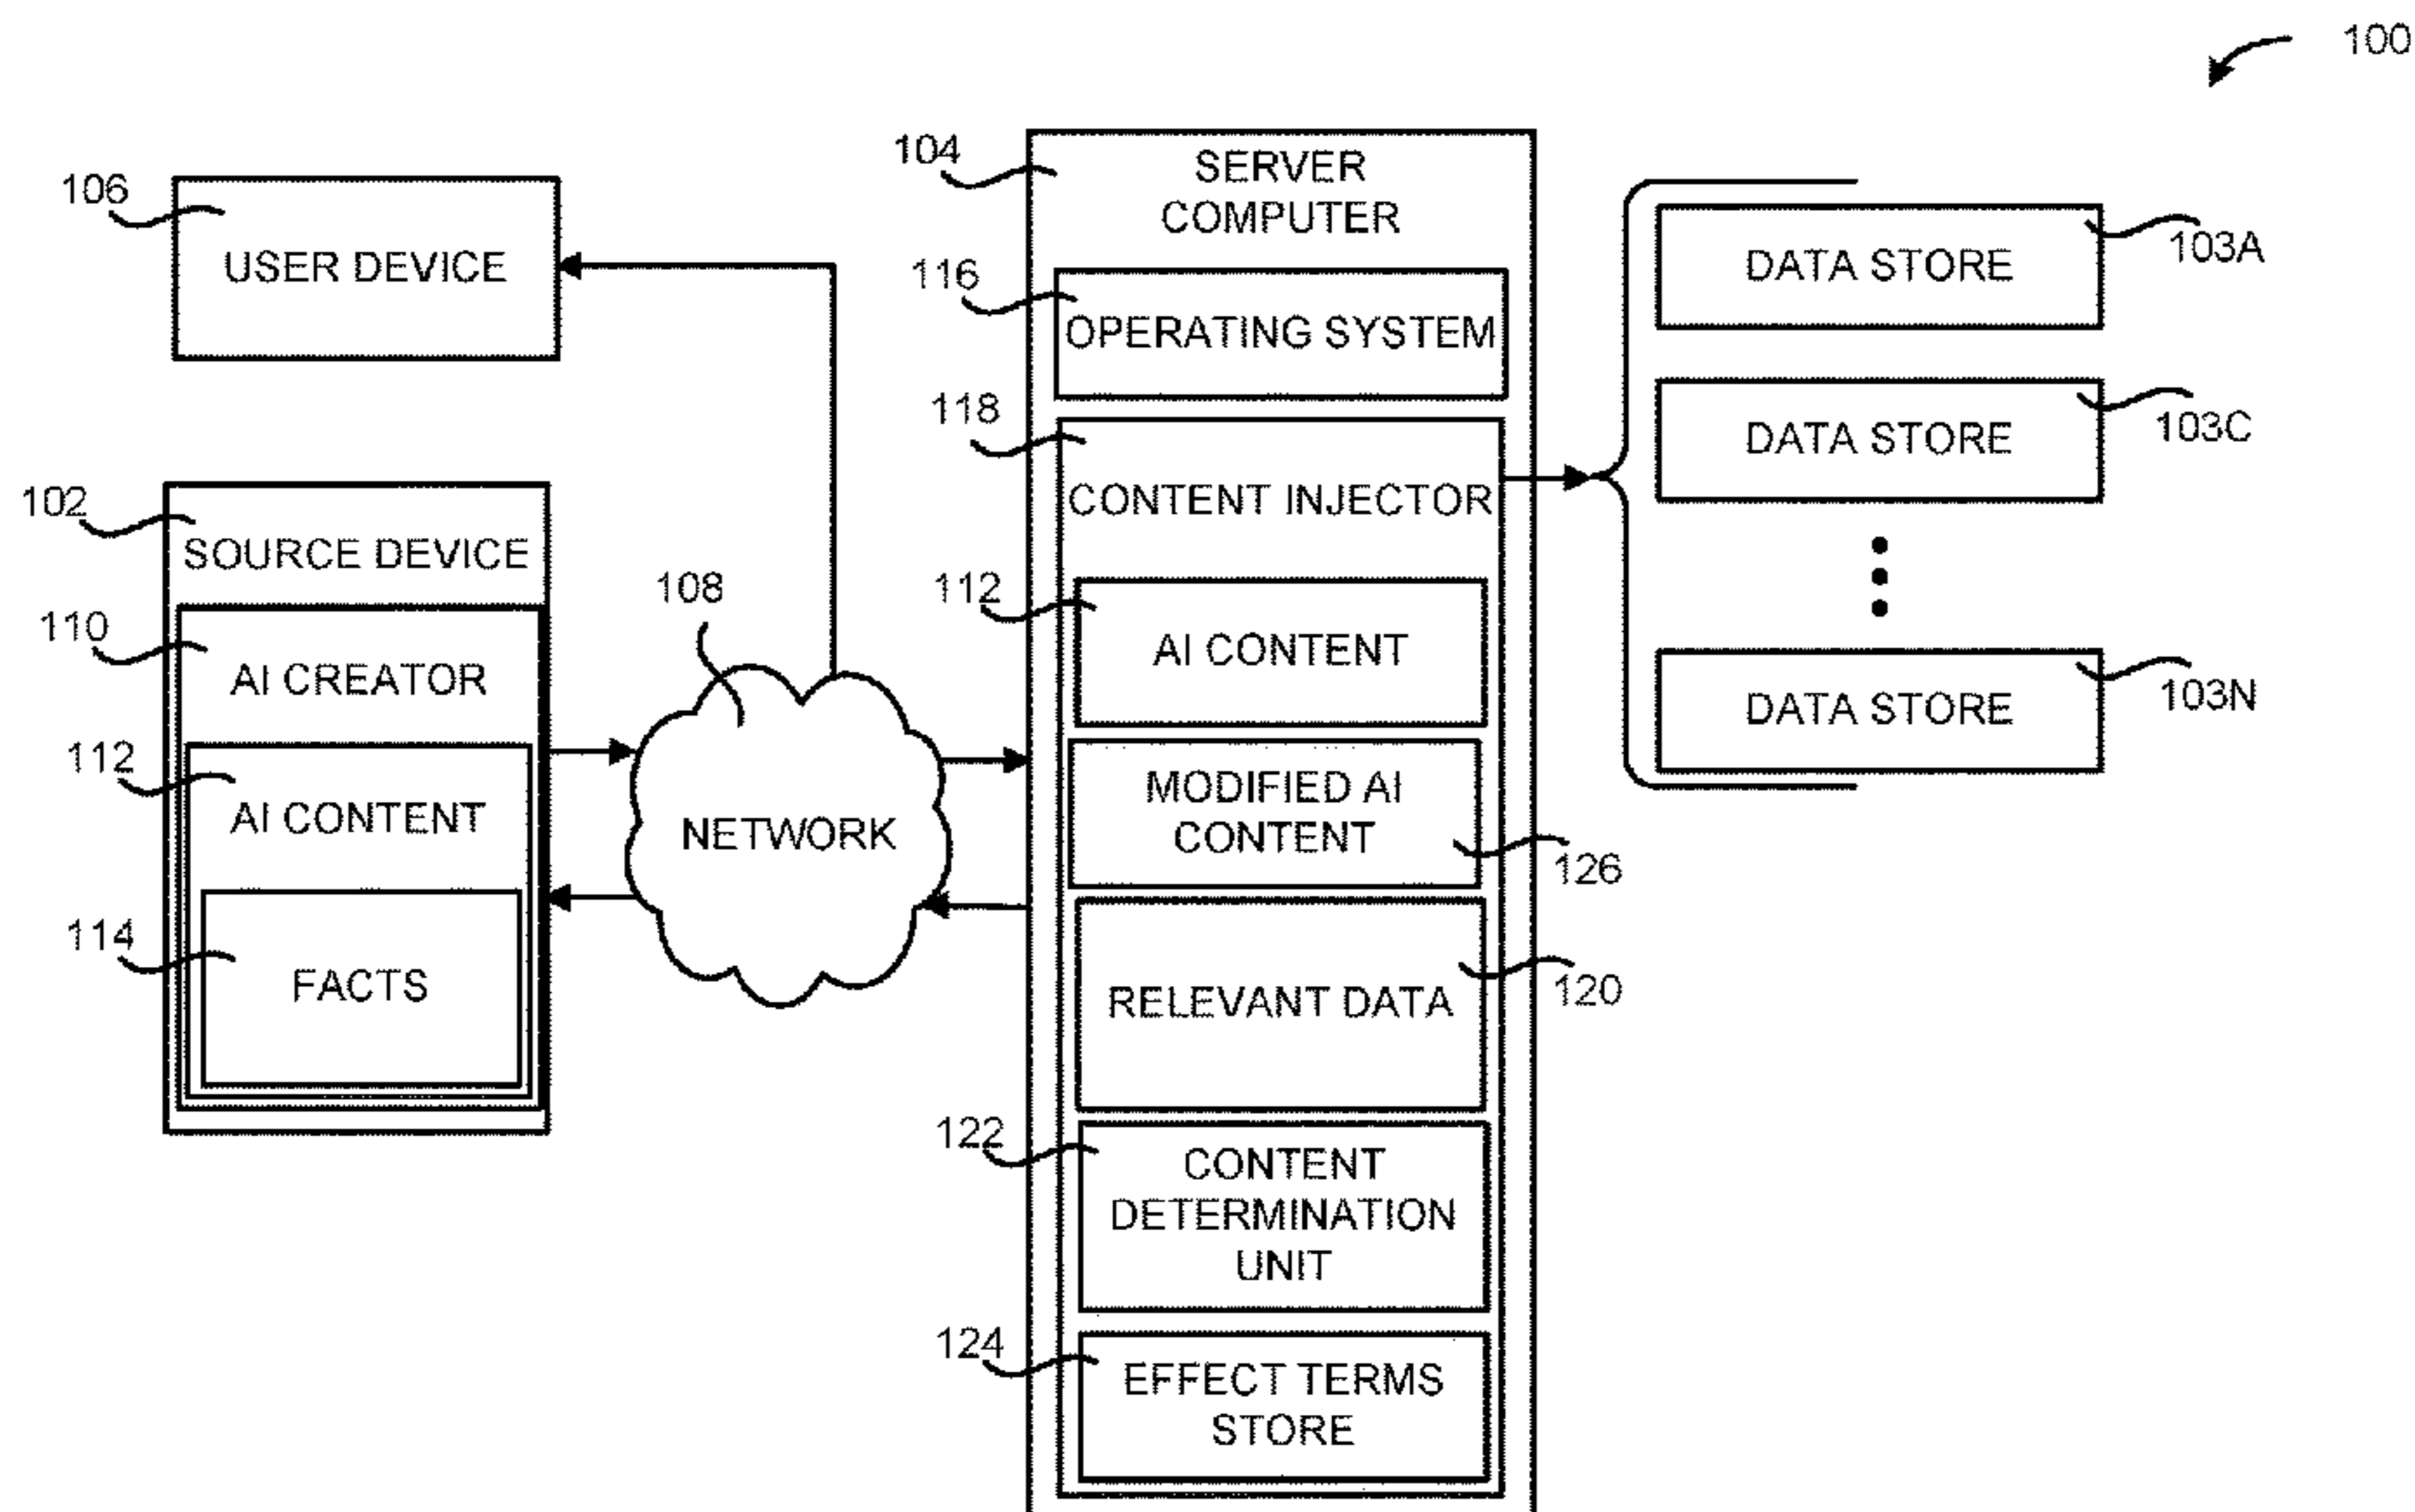 100
104
SERVER
COMPUTER
106
USER DEVICE
116
OPERATING SYSTEM
103A
DATA STORE
118
CONTENT INJECTOR
103C
DATA STORE
102
SOURCE DEVICE
110
AI CREATOR
112
AI CONTENT
114
FACTS
108
NETWORK
112
AI CONTENT
103N
DATA STORE
MODIFIED AI
CONTENT
126
RELEVANT DATA
120
122
CONTENT
DETERMINATION
UNIT
124
EFFECT TERMS
STORE